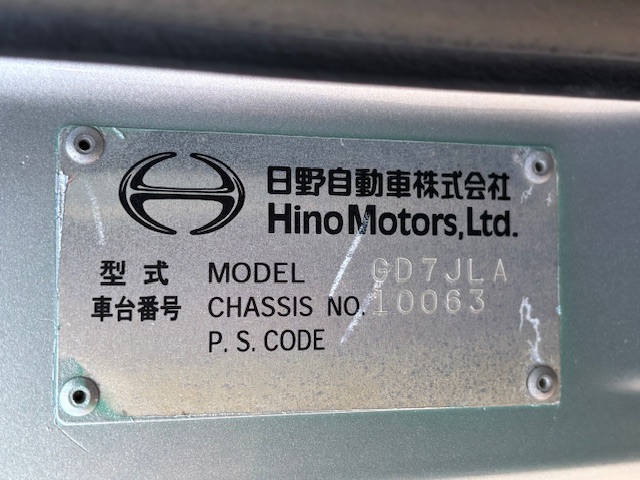 日野自動車株式会社
Hino Motors, Ltd.
型式 MODEL GD7JLA
車台番号 CHASSIS NO. 10063
P. S. CODE